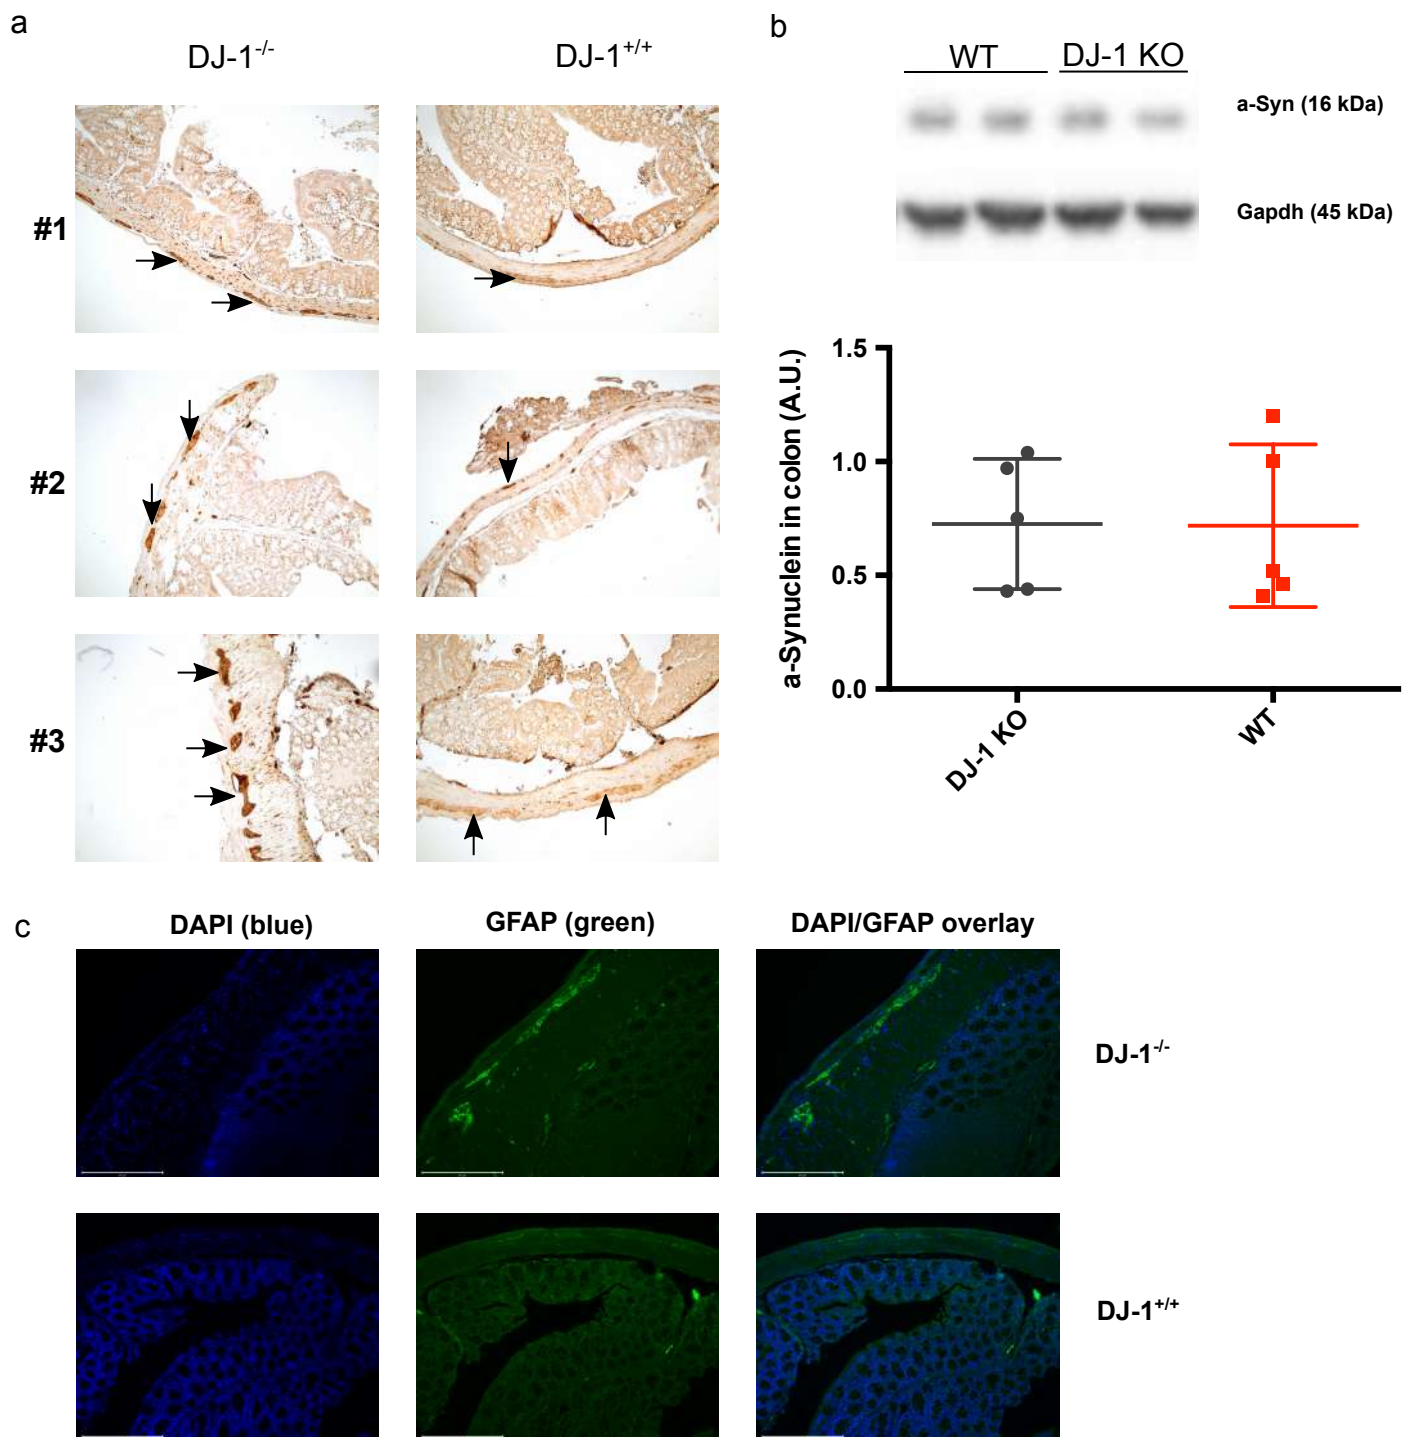 a
DJ-1-/-
DJ-1+/+
#1
#2
#3
b
WT
DJ-1 KO
a-Syn (16 kDa)
Gapdh (45 kDa)
a-Synuclein in colon (A.U.)
1.5
1.0
0.5
0.0
DJ-1 KO
WT
c
DAPI (blue)
GFAP (green)
DAPI/GFAP overlay
DJ-1-/-
DJ-1+/+